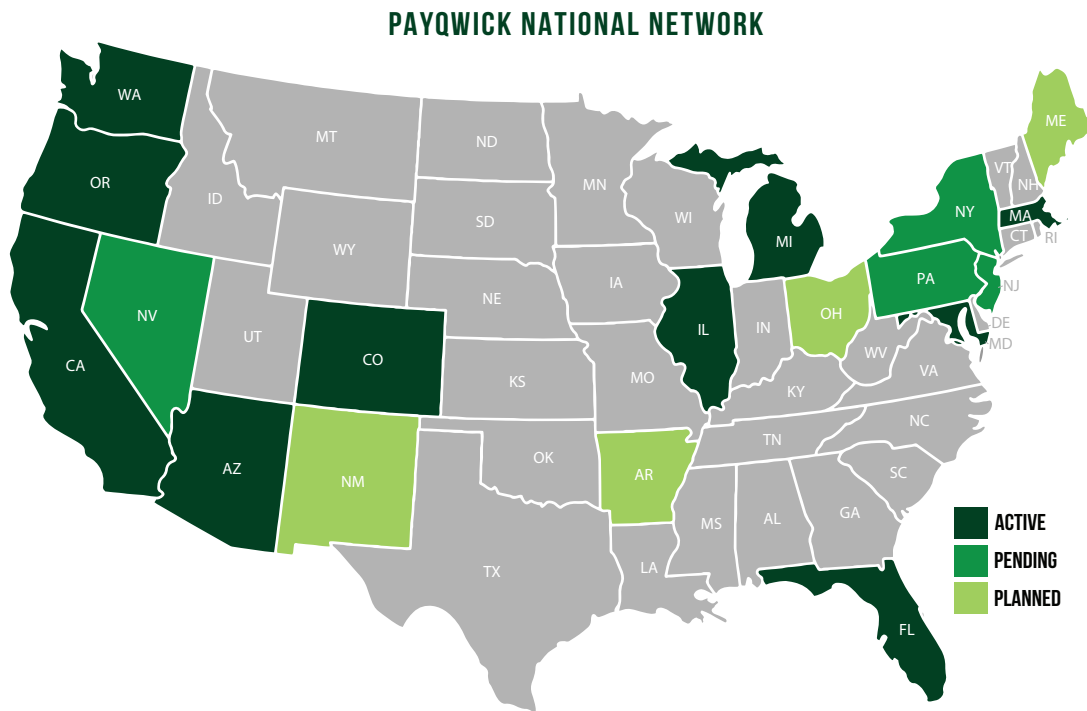 PAYQWICK NATIONAL NETWORK
WA
MT
ND
OR
ID
MN
SD
WI
MI
WY
NV
UT
CA
NE
IA
CO
KS
MO
IL
IN
OH
KY
WV
VA
ME
VT
NH
NY
MA
CT
RI
PA
NJ
DE
MD
AZ
NM
OK
AR
TN
NC
SC
MS
AL
GA
TX
LA
FL
ACTIVE
PENDING
PLANNED